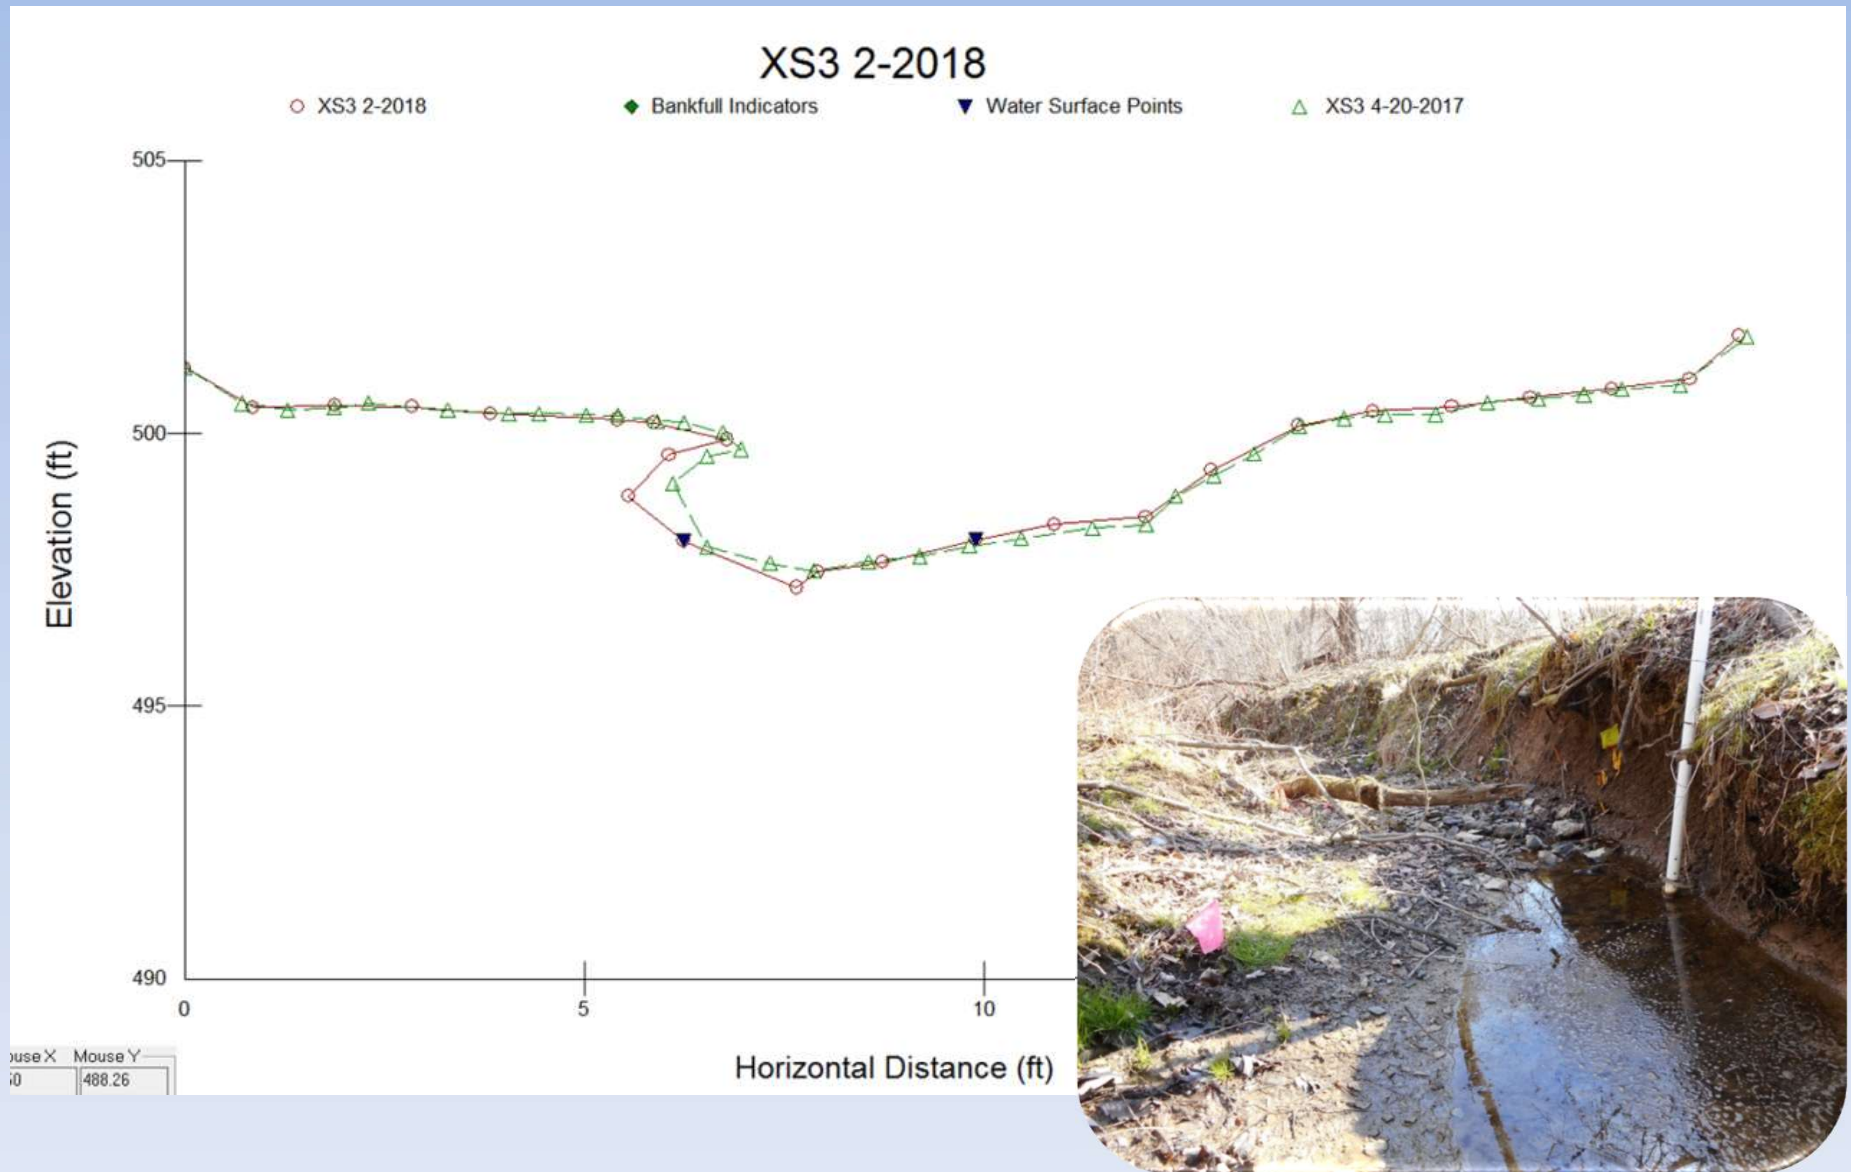 XS3 2-2018
XS3 2-2018 Bankfull Indicators Water Surface Points XS3 4-20-2017
505
500
495
490
Elevation (ft)
0 5 10
Horizontal Distance (ft)
Mouse Y
488.26